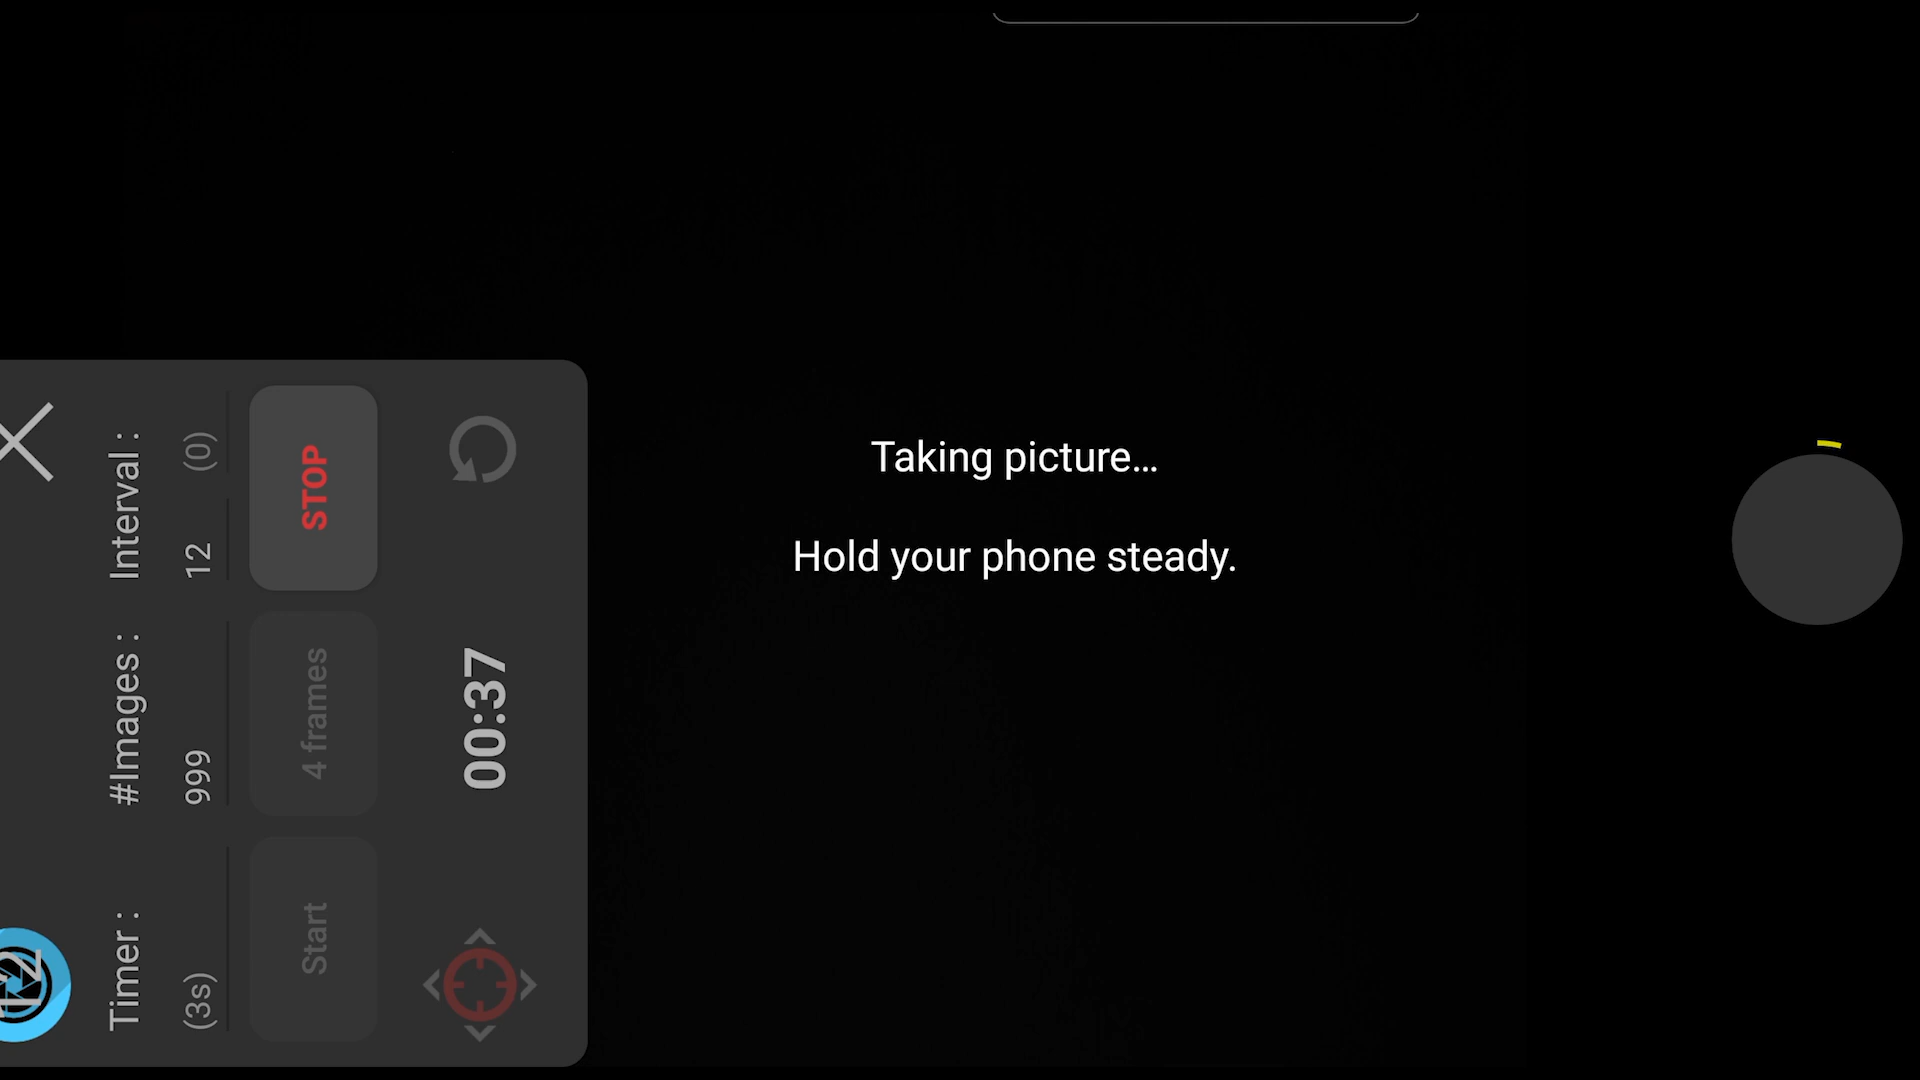 Taking picture...
Hold your phone steady.
Timer :
#Images :
Interval :
(3s)
999
12
(0)
Start
4 frames
STOP
00:37
12